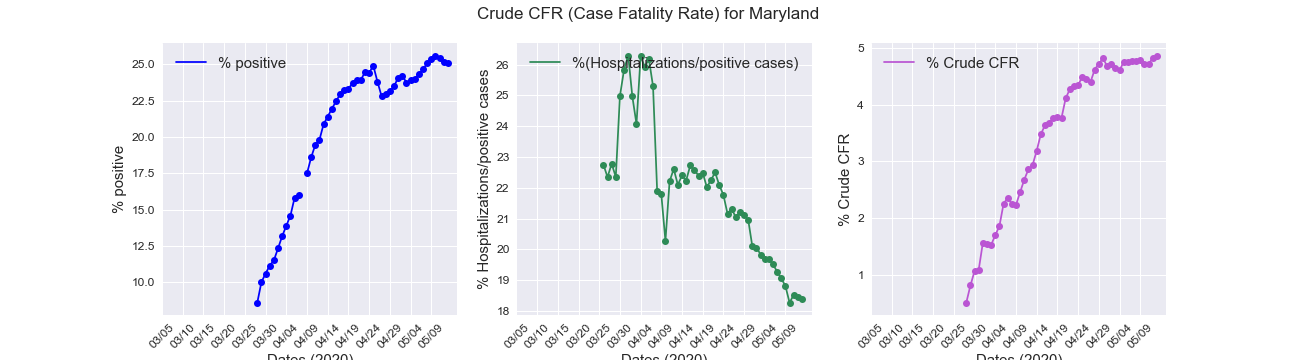 Crude CFR (Case Fatality Rate) for Maryland
% positive
% positive
25.0
22.5
20.0
17.5
15.0
12.5
10.0
03/05 03/10 03/15 03/20 03/25 03/30 04/04 04/09 04/14 04/19 04/24 04/29 05/04 05/09
Dates (2020)
%(Hospitalizations/positive cases)
% Hospitalizations/positive cases
26
25
24
23
22
21
20
19
18
03/05 03/10 03/15 03/20 03/25 03/30 04/04 04/09 04/14 04/19 04/24 04/29 05/04 05/09
Dates (2020)
% Crude CFR
% Crude CFR
5
4
3
2
1
03/05 03/10 03/15 03/20 03/25 03/30 04/04 04/09 04/14 04/19 04/24 04/29 05/04 05/09
Dates (2020)